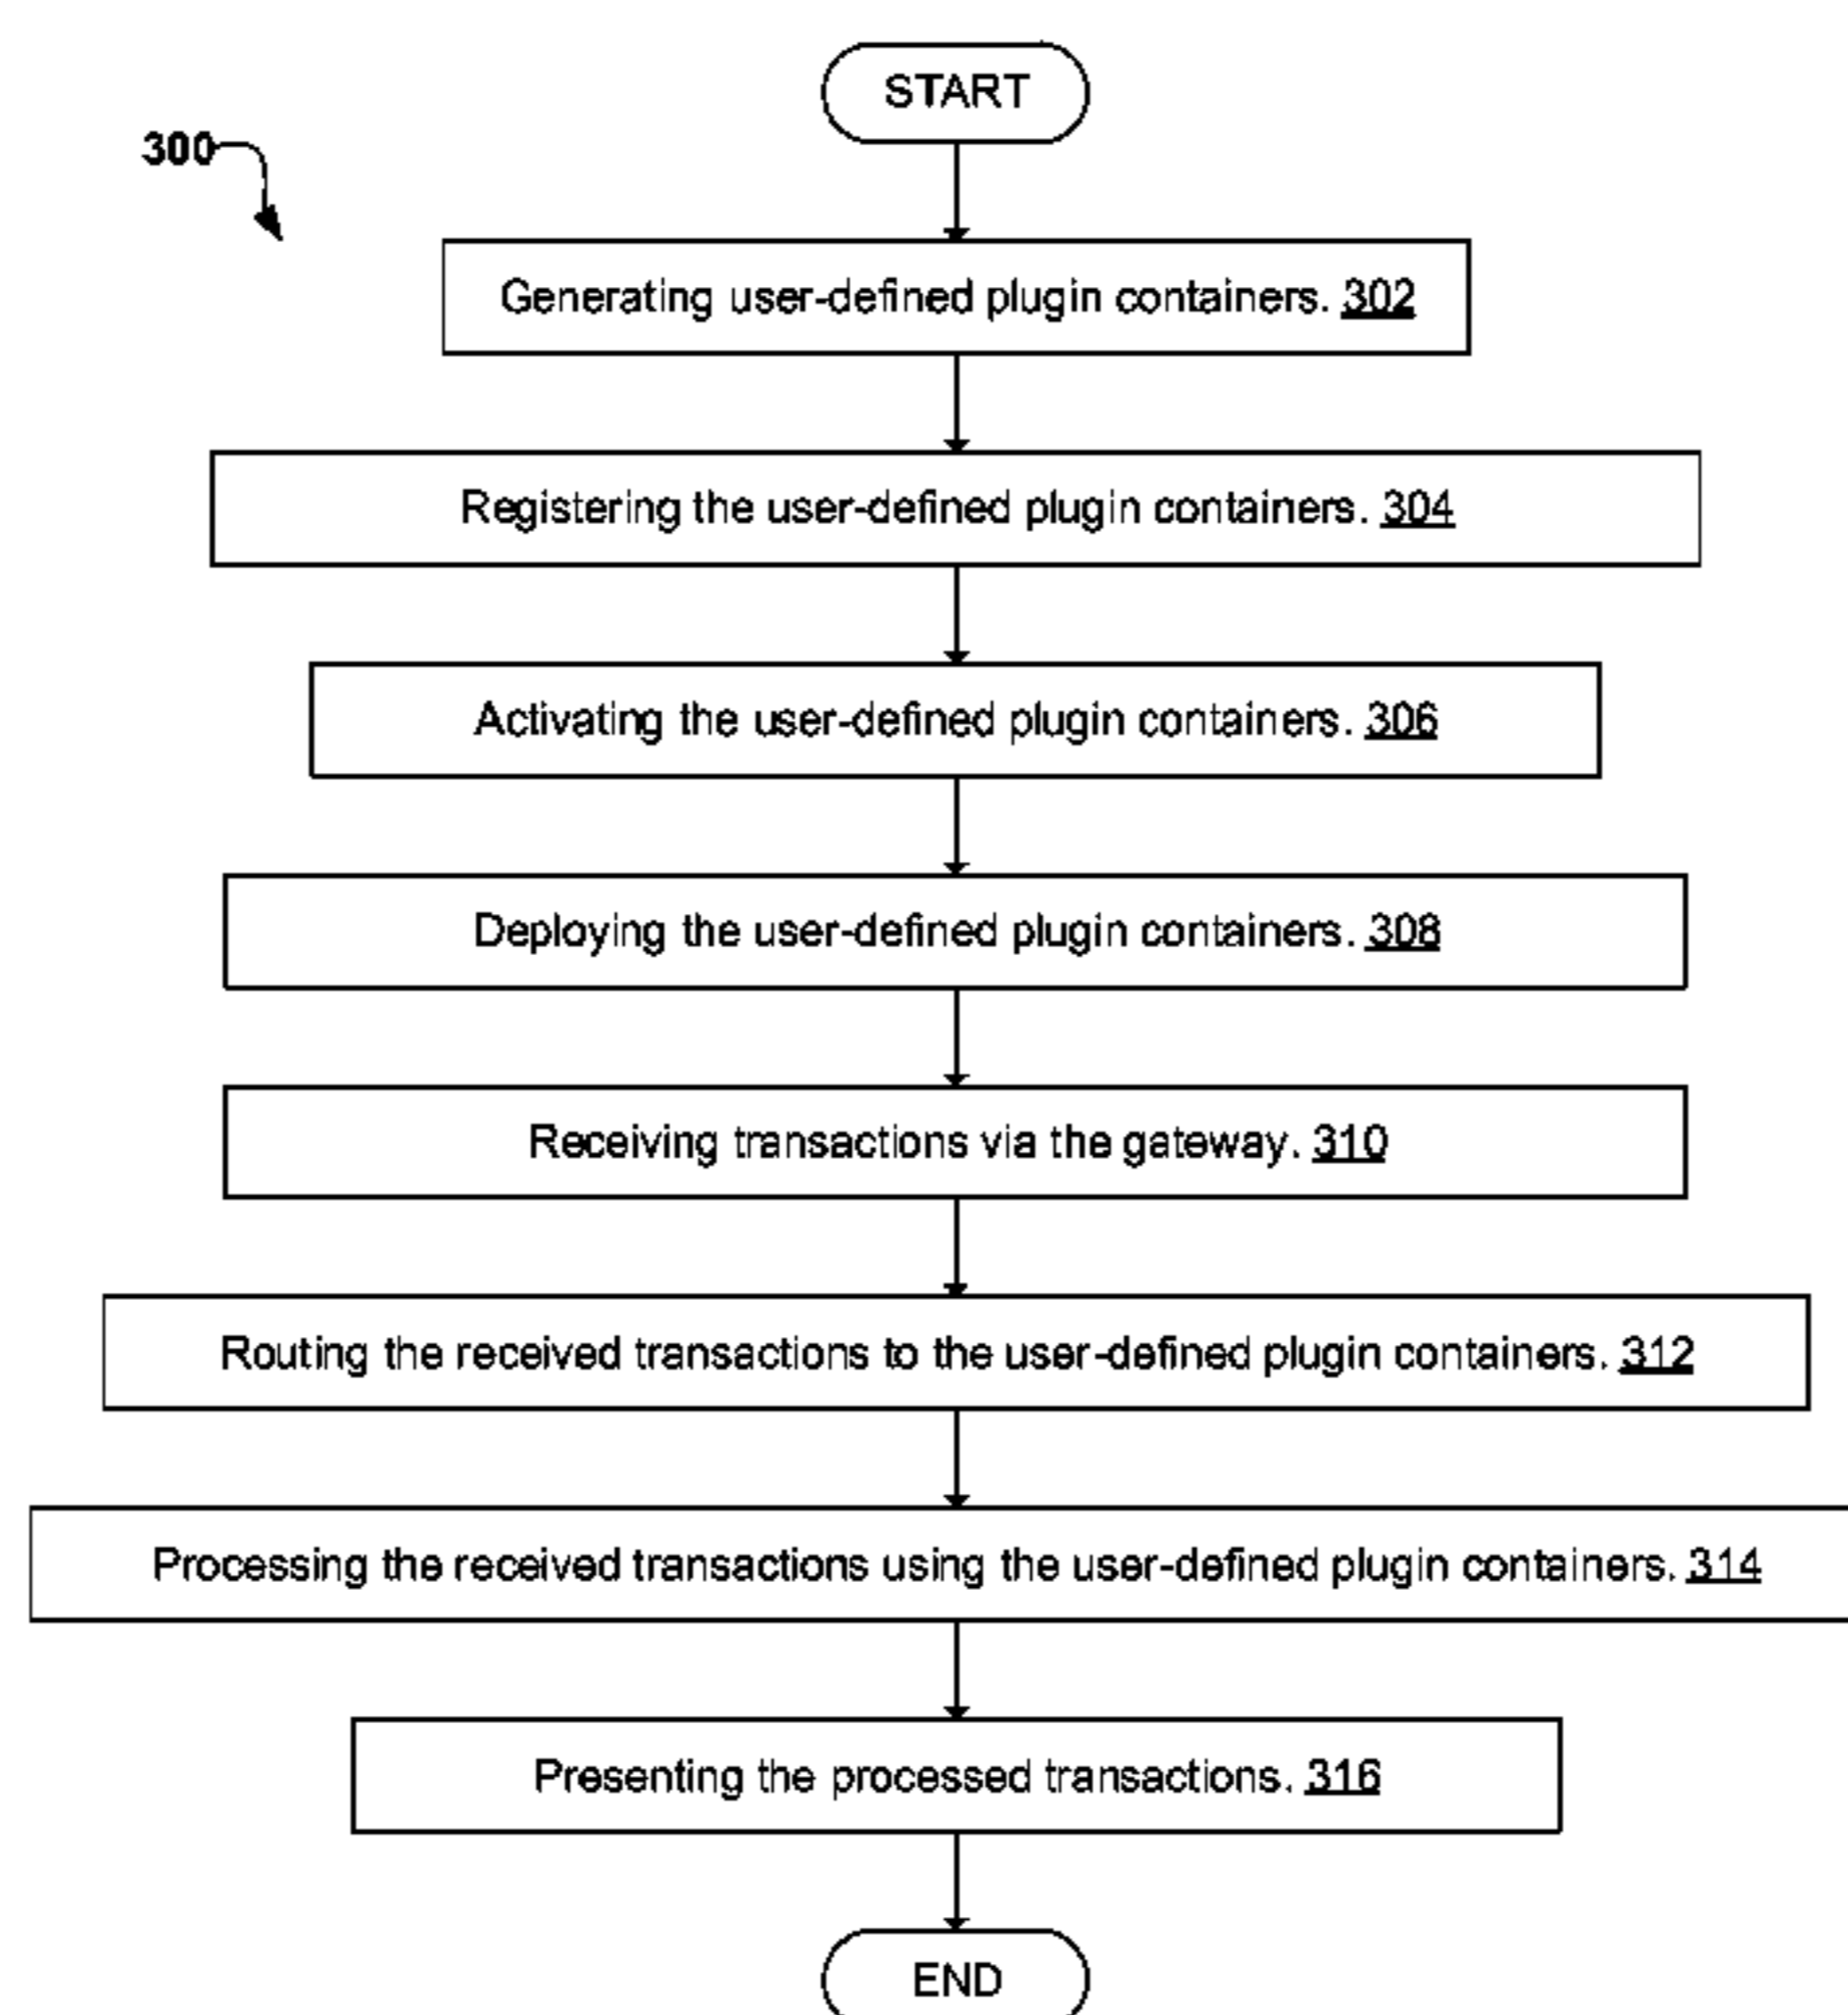 START
300
Generating user-defined plugin containers. 302
Registering the user-defined plugin containers. 304
Activating the user-defined plugin containers. 306
Deploying the user-defined plugin containers. 308
Receiving transactions via the gateway. 310
Routing the received transactions to the user-defined plugin containers. 312
Processing the received transactions using the user-defined plugin containers. 314
Presenting the processed transactions. 316
END